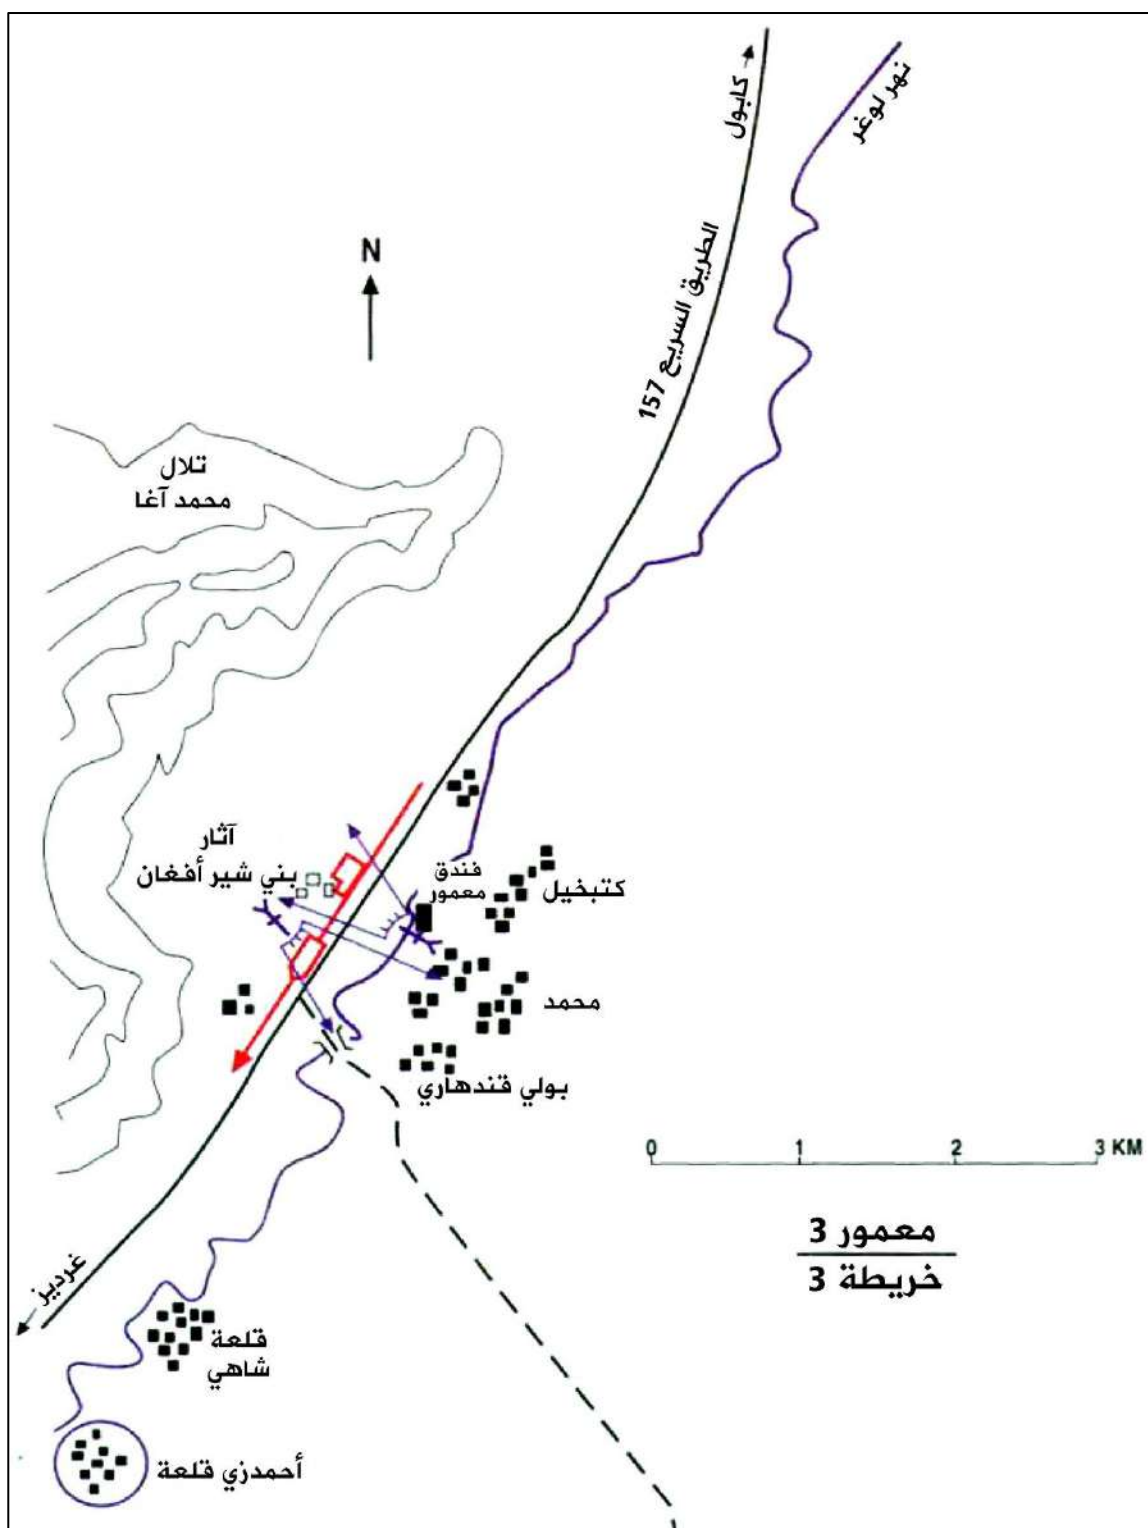 كابول
نهر لوغر
N
الطريق السريع 157
تلال
محمد آغا
آثار
بني شير أفغان
فندق
معمور
كتبخيل
محمد
بولي قندهاري
0 1 2 3 KM
معمور 3
خريطة 3
غرديز
قلعة
شاهي
أحمدزي قلعة